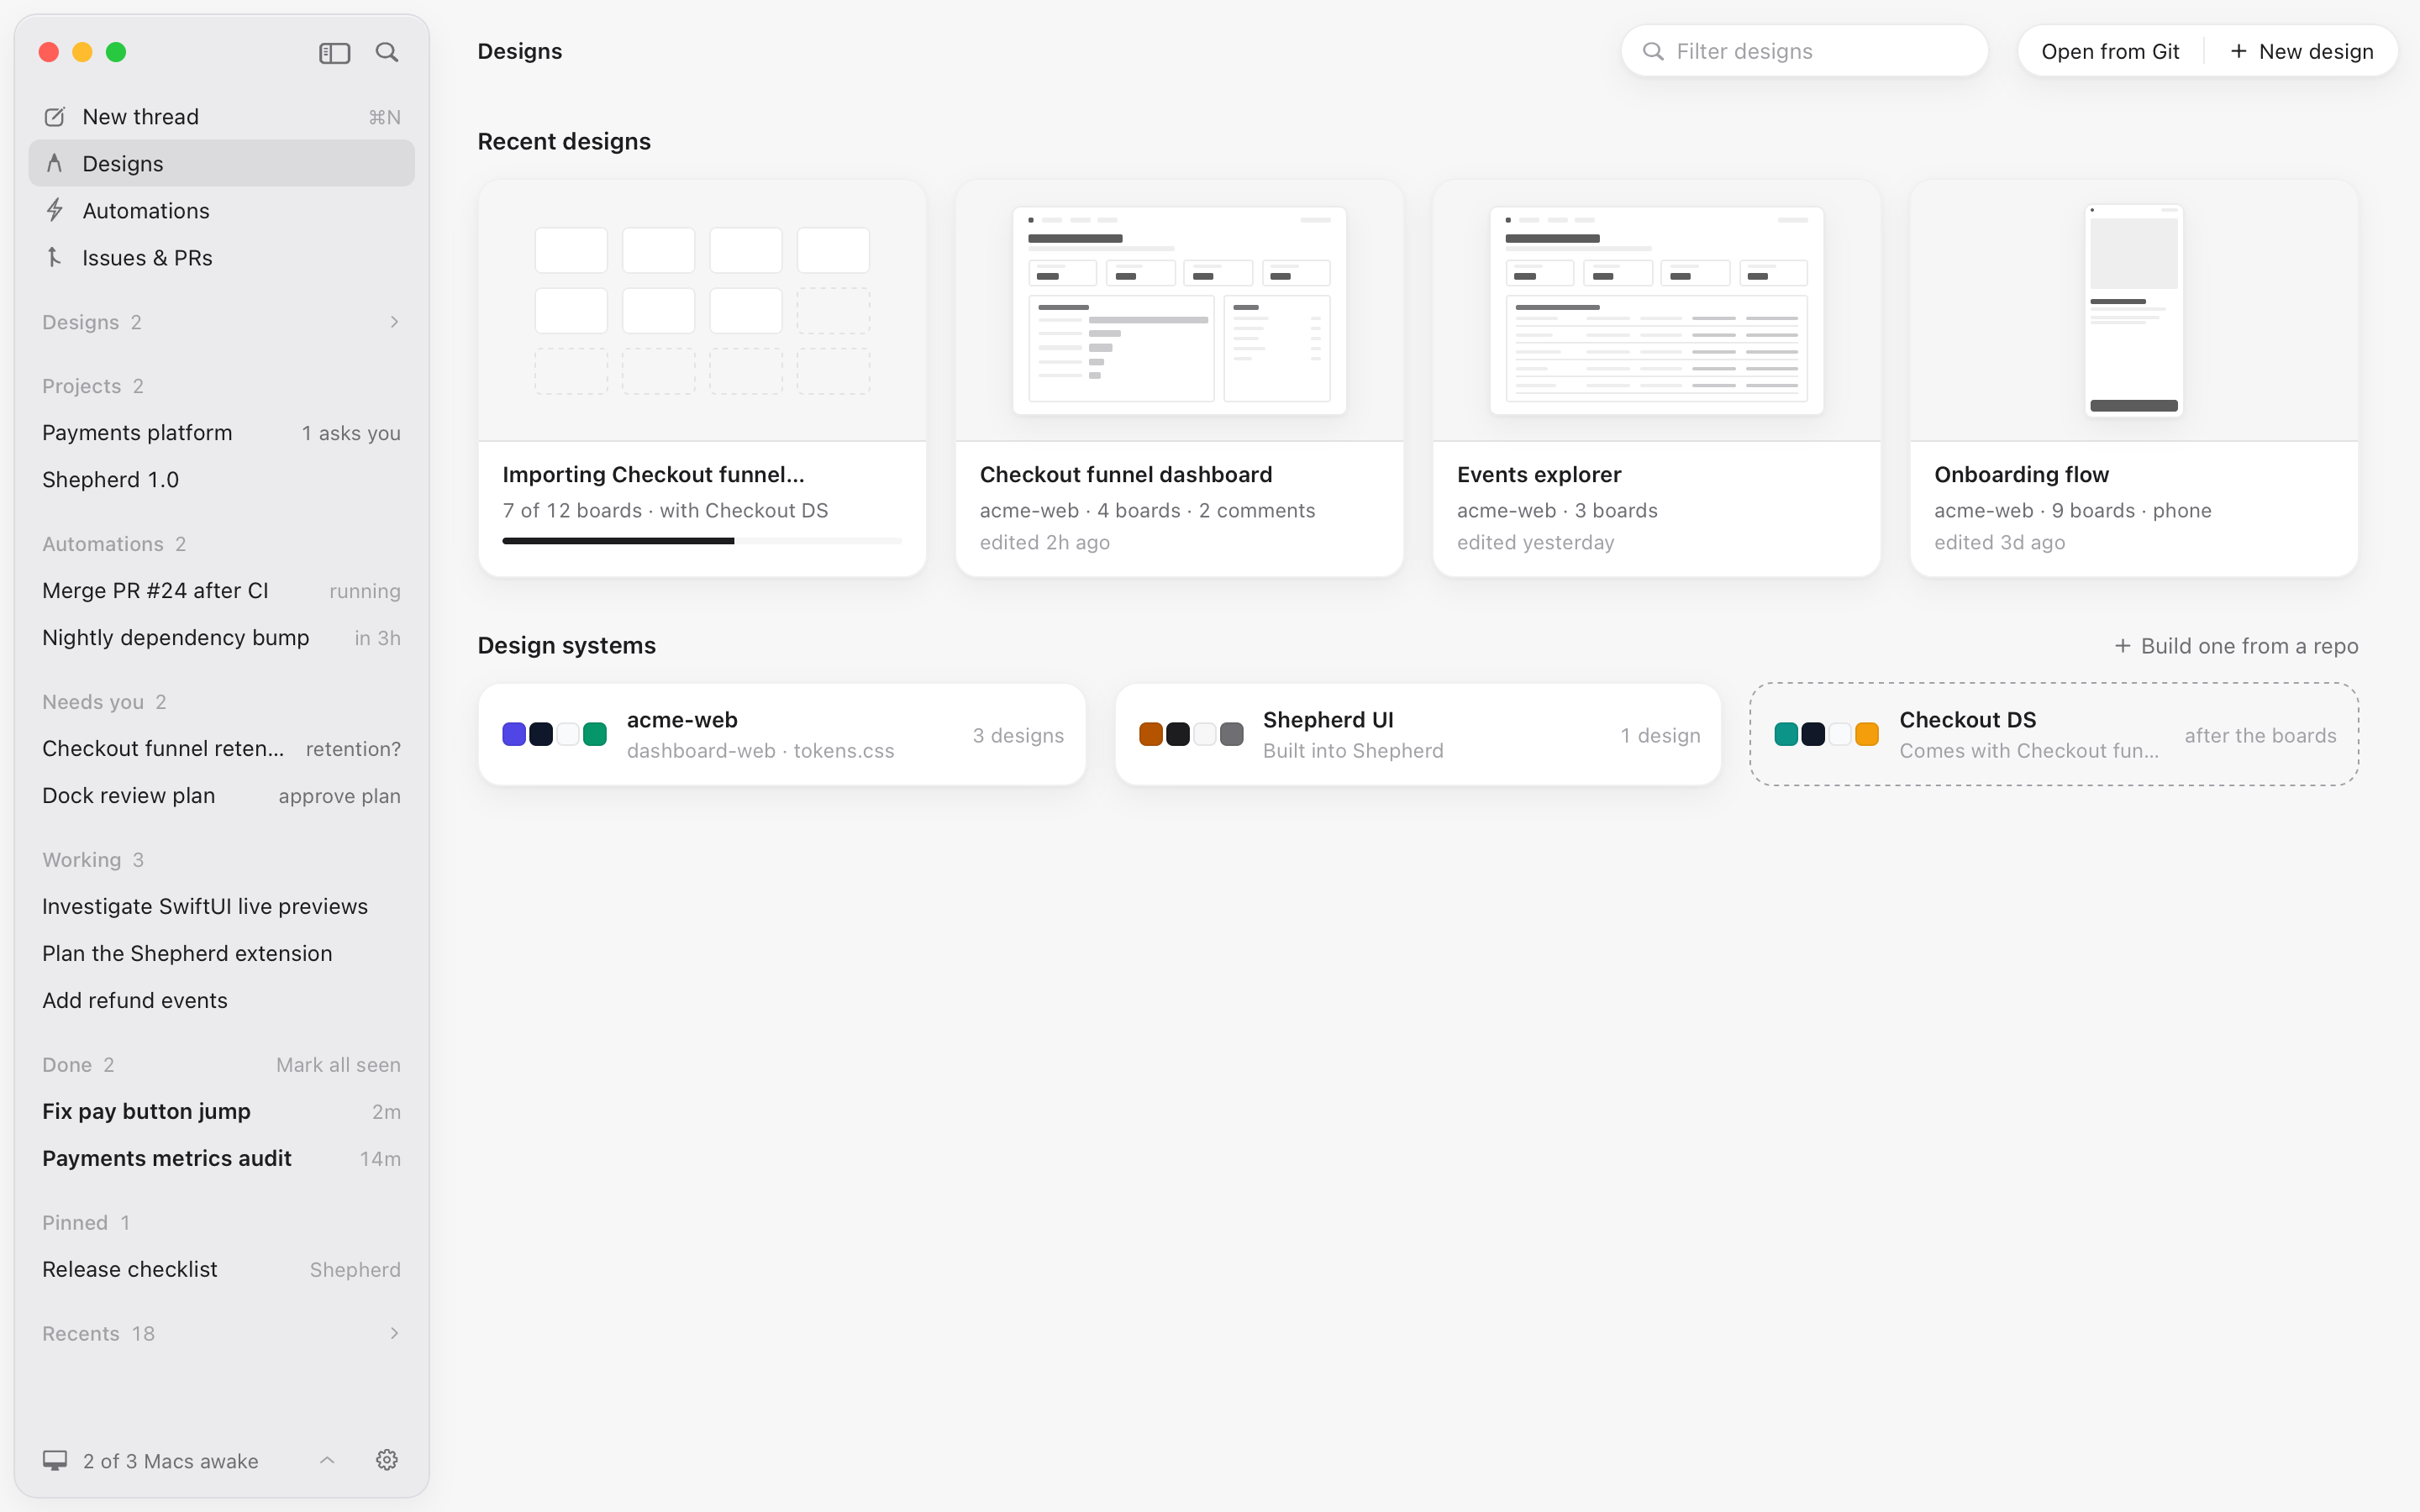 New thread ⌘N
Designs
Automations
Issues & PRs
Designs 2
Projects 2
Payments platform 1 asks you
Shepherd 1.0
Automations 2
Merge PR #24 after CI running
Nightly dependency bump in 3h
Needs you 2
Checkout funnel reten... retention?
Dock review plan approve plan
Working 3
Investigate SwiftUI live previews
Plan the Shepherd extension
Add refund events
Done 2 Mark all seen
Fix pay button jump 2m
Payments metrics audit 14m
Pinned 1
Release checklist Shepherd
Recents 18
2 of 3 Macs awake
Designs
Filter designs
Open from Git
+ New design
Recent designs
Importing Checkout funnel...
7 of 12 boards · with Checkout DS
Checkout funnel dashboard
acme-web · 4 boards · 2 comments
edited 2h ago
Events explorer
acme-web · 3 boards
edited yesterday
Onboarding flow
acme-web · 9 boards · phone
edited 3d ago
Design systems
+ Build one from a repo
acme-web
dashboard-web · tokens.css
3 designs
Shepherd UI
Built into Shepherd
1 design
Checkout DS
Comes with Checkout fun...
after the boards